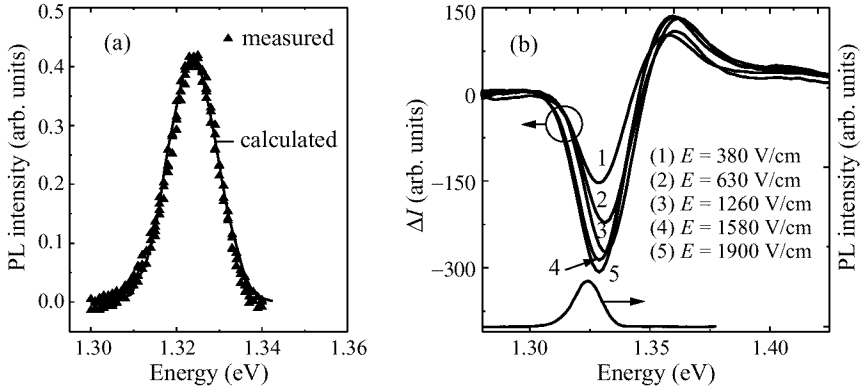 (a)
measured
calculated
0.5
0.4
0.3
0.2
0.1
0.0
PL intensity (arb. units)
1.30
1.32
1.34
1.36
Energy (eV)
(b)
150
0
−150
−300
ΔI (arb. units)
1
2
3
4
5
(1) E = 380 V/cm
(2) E = 630 V/cm
(3) E = 1260 V/cm
(4) E = 1580 V/cm
(5) E = 1900 V/cm
1.30
1.35
1.40
Energy (eV)
PL intensity (arb. units)